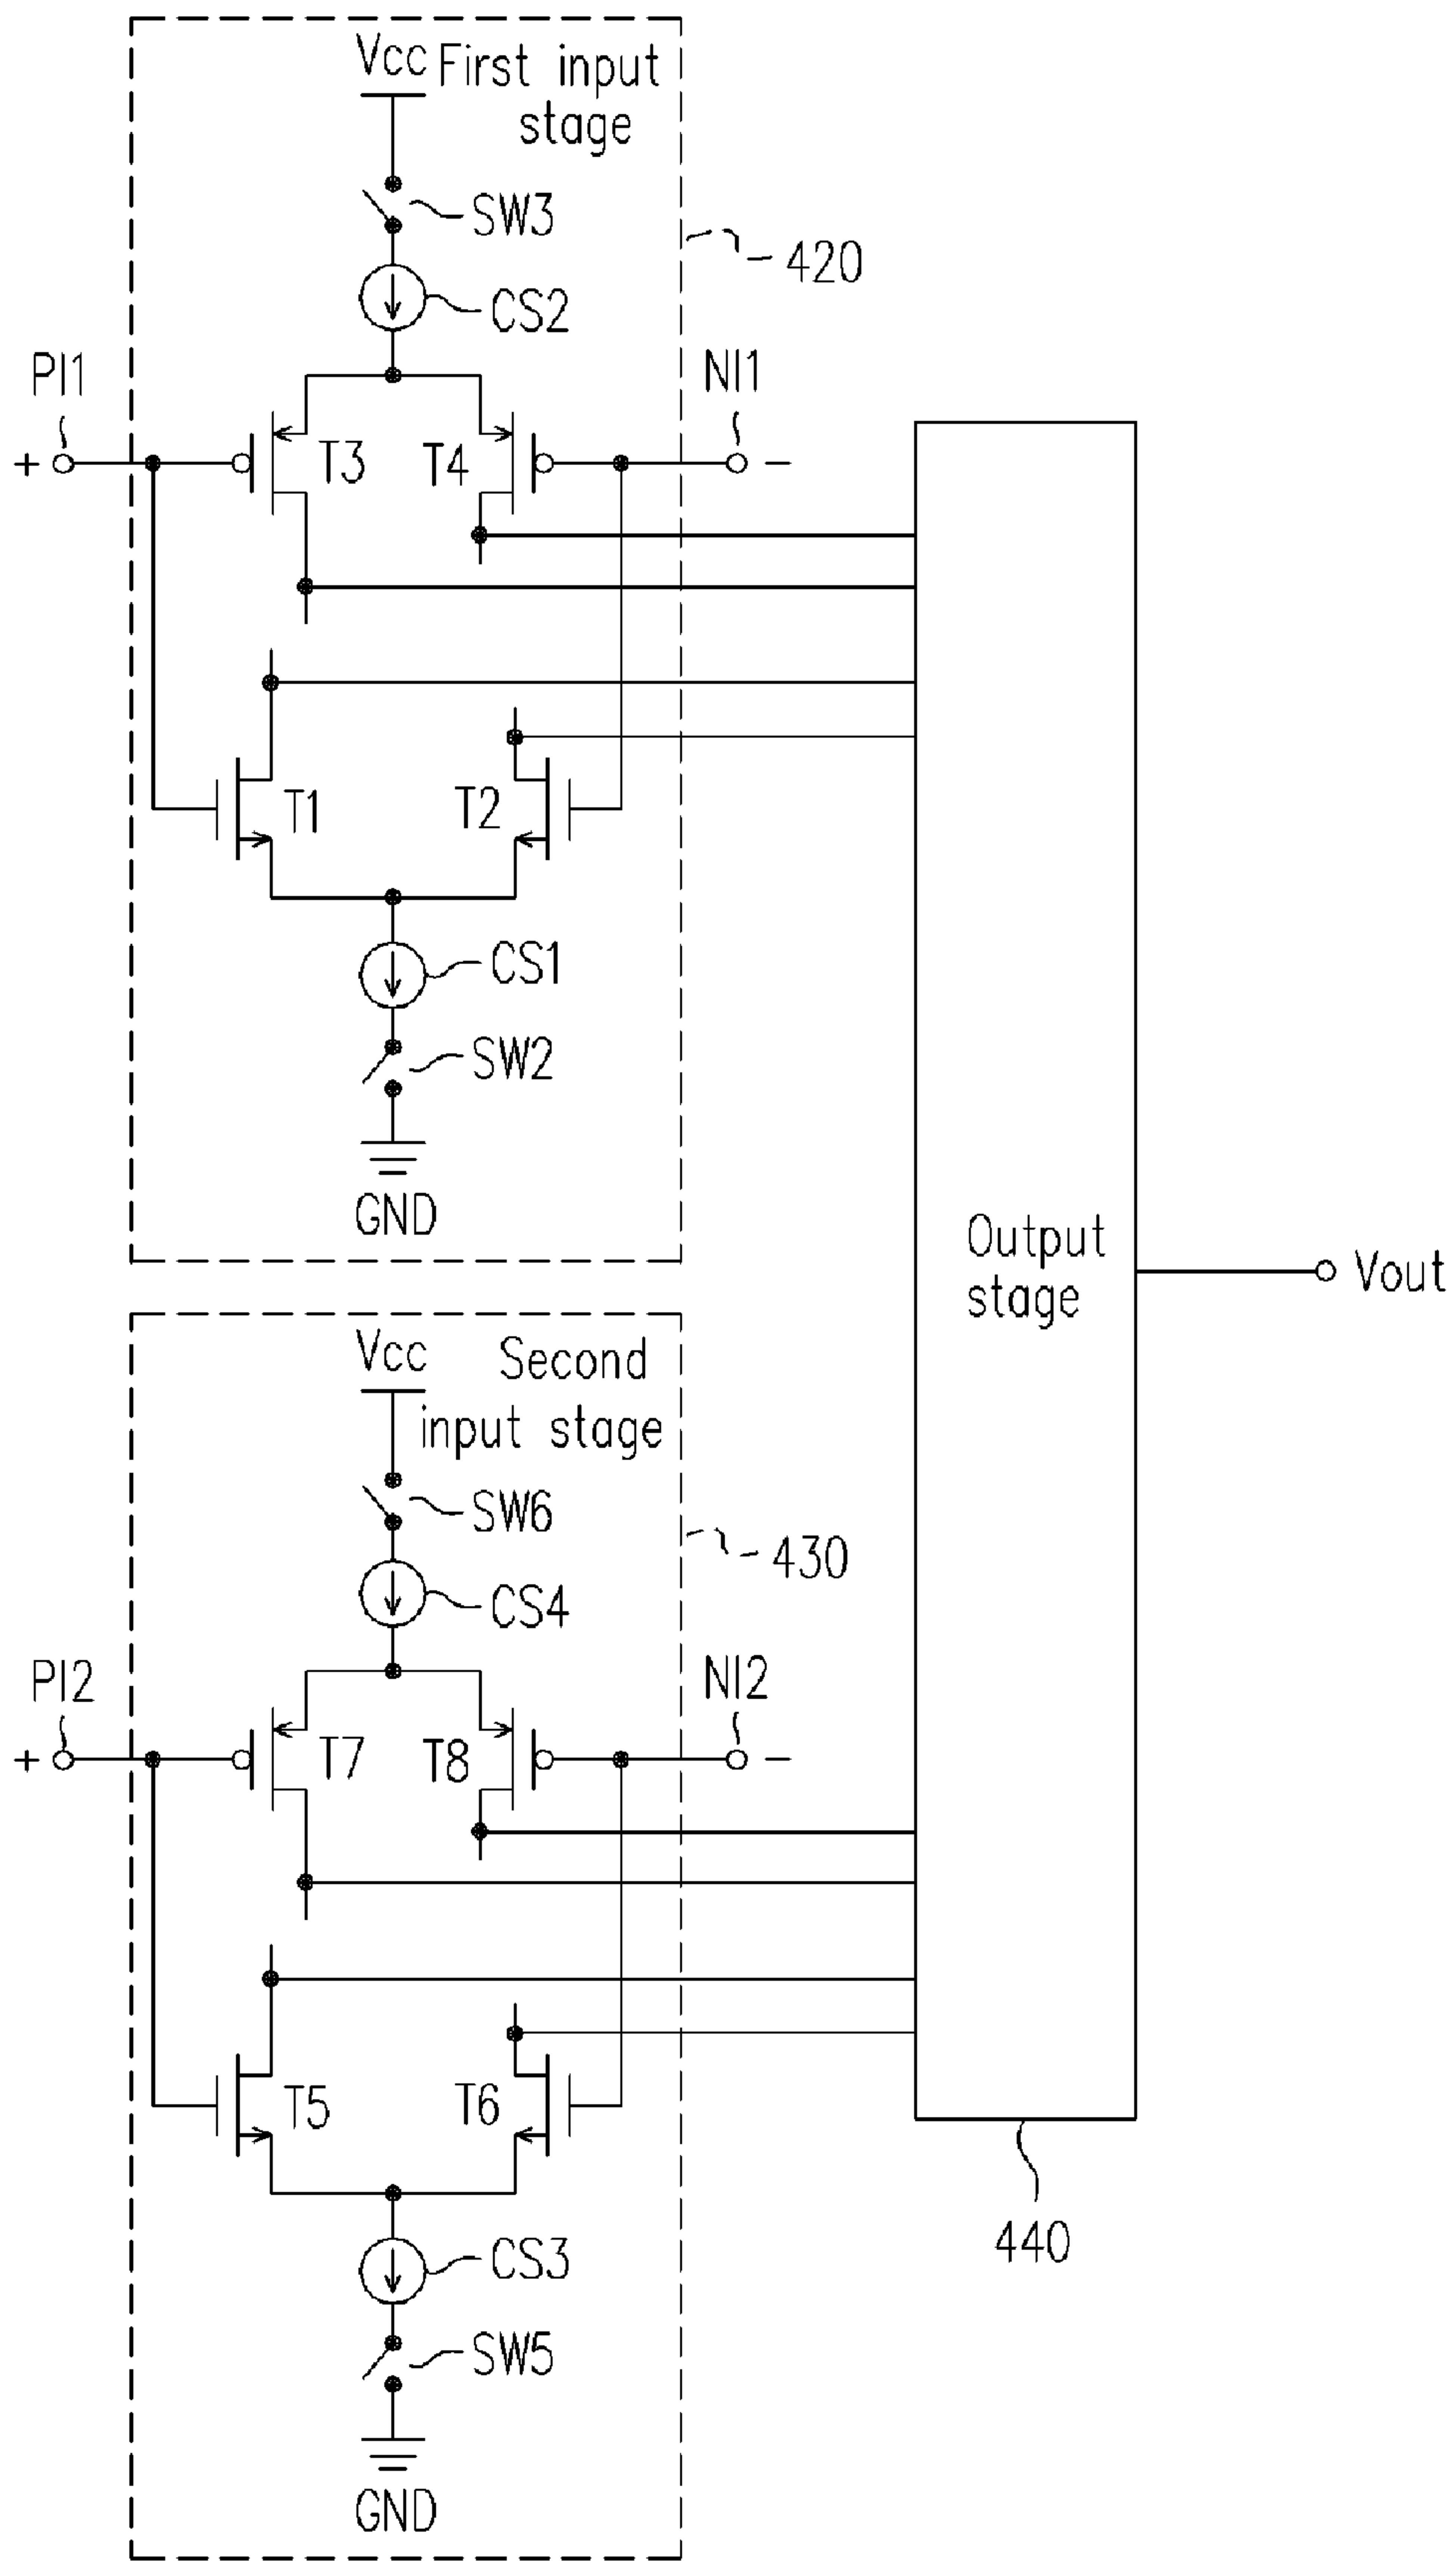 Vcc First input
stage
SW3
420
CS2
PI1
NI1
+
T3
T4
−
T1
T2
CS1
SW2
GND
Output
stage
Vout
Vcc Second
input stage
SW6
430
CS4
PI2
NI2
+
T7
T8
−
T5
T6
440
CS3
SW5
GND